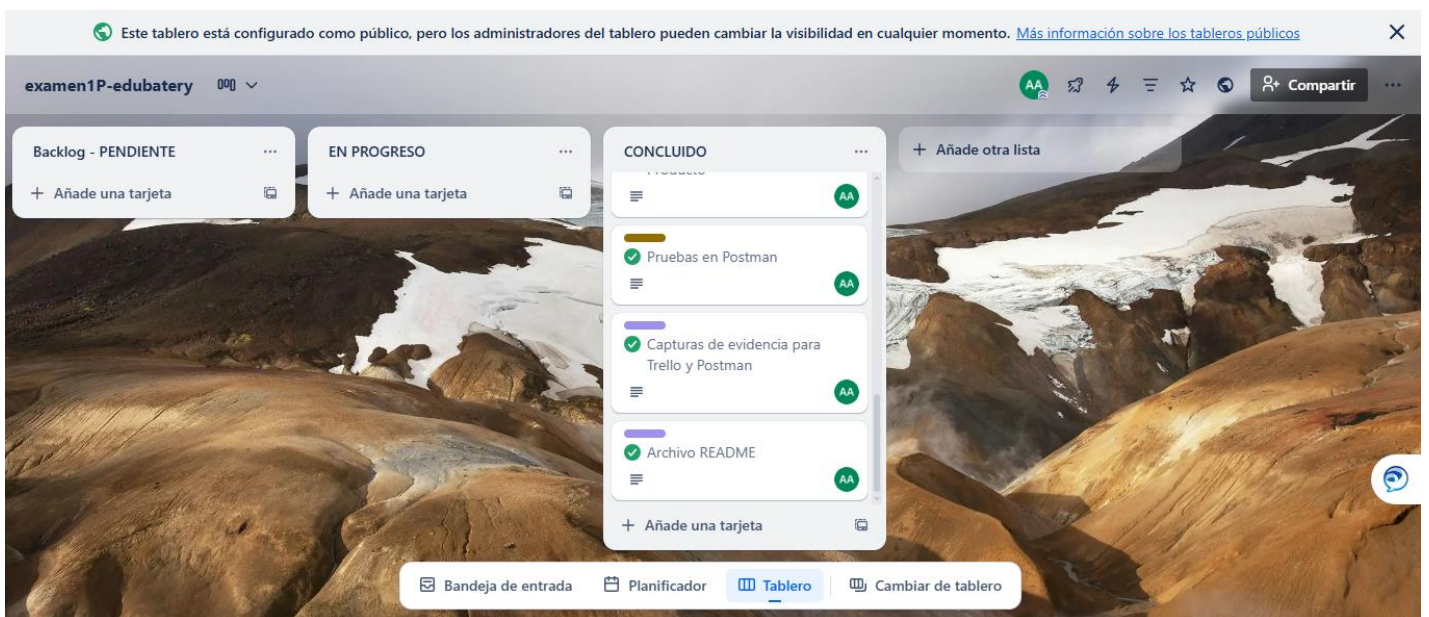 Este tablero está configurado como público, pero los administradores del tablero pueden cambiar la visibilidad en cualquier momento. Más información sobre los tableros públicos
examen1P-edubatery
AA
Compartir
Backlog - PENDIENTE
Añade una tarjeta
EN PROGRESO
Añade una tarjeta
CONCLUIDO
Producto
AA
Pruebas en Postman
AA
Capturas de evidencia para
Trello y Postman
AA
Archivo README
AA
Añade una tarjeta
Añade otra lista
Bandeja de entrada
Planificador
Tablero
Cambiar de tablero